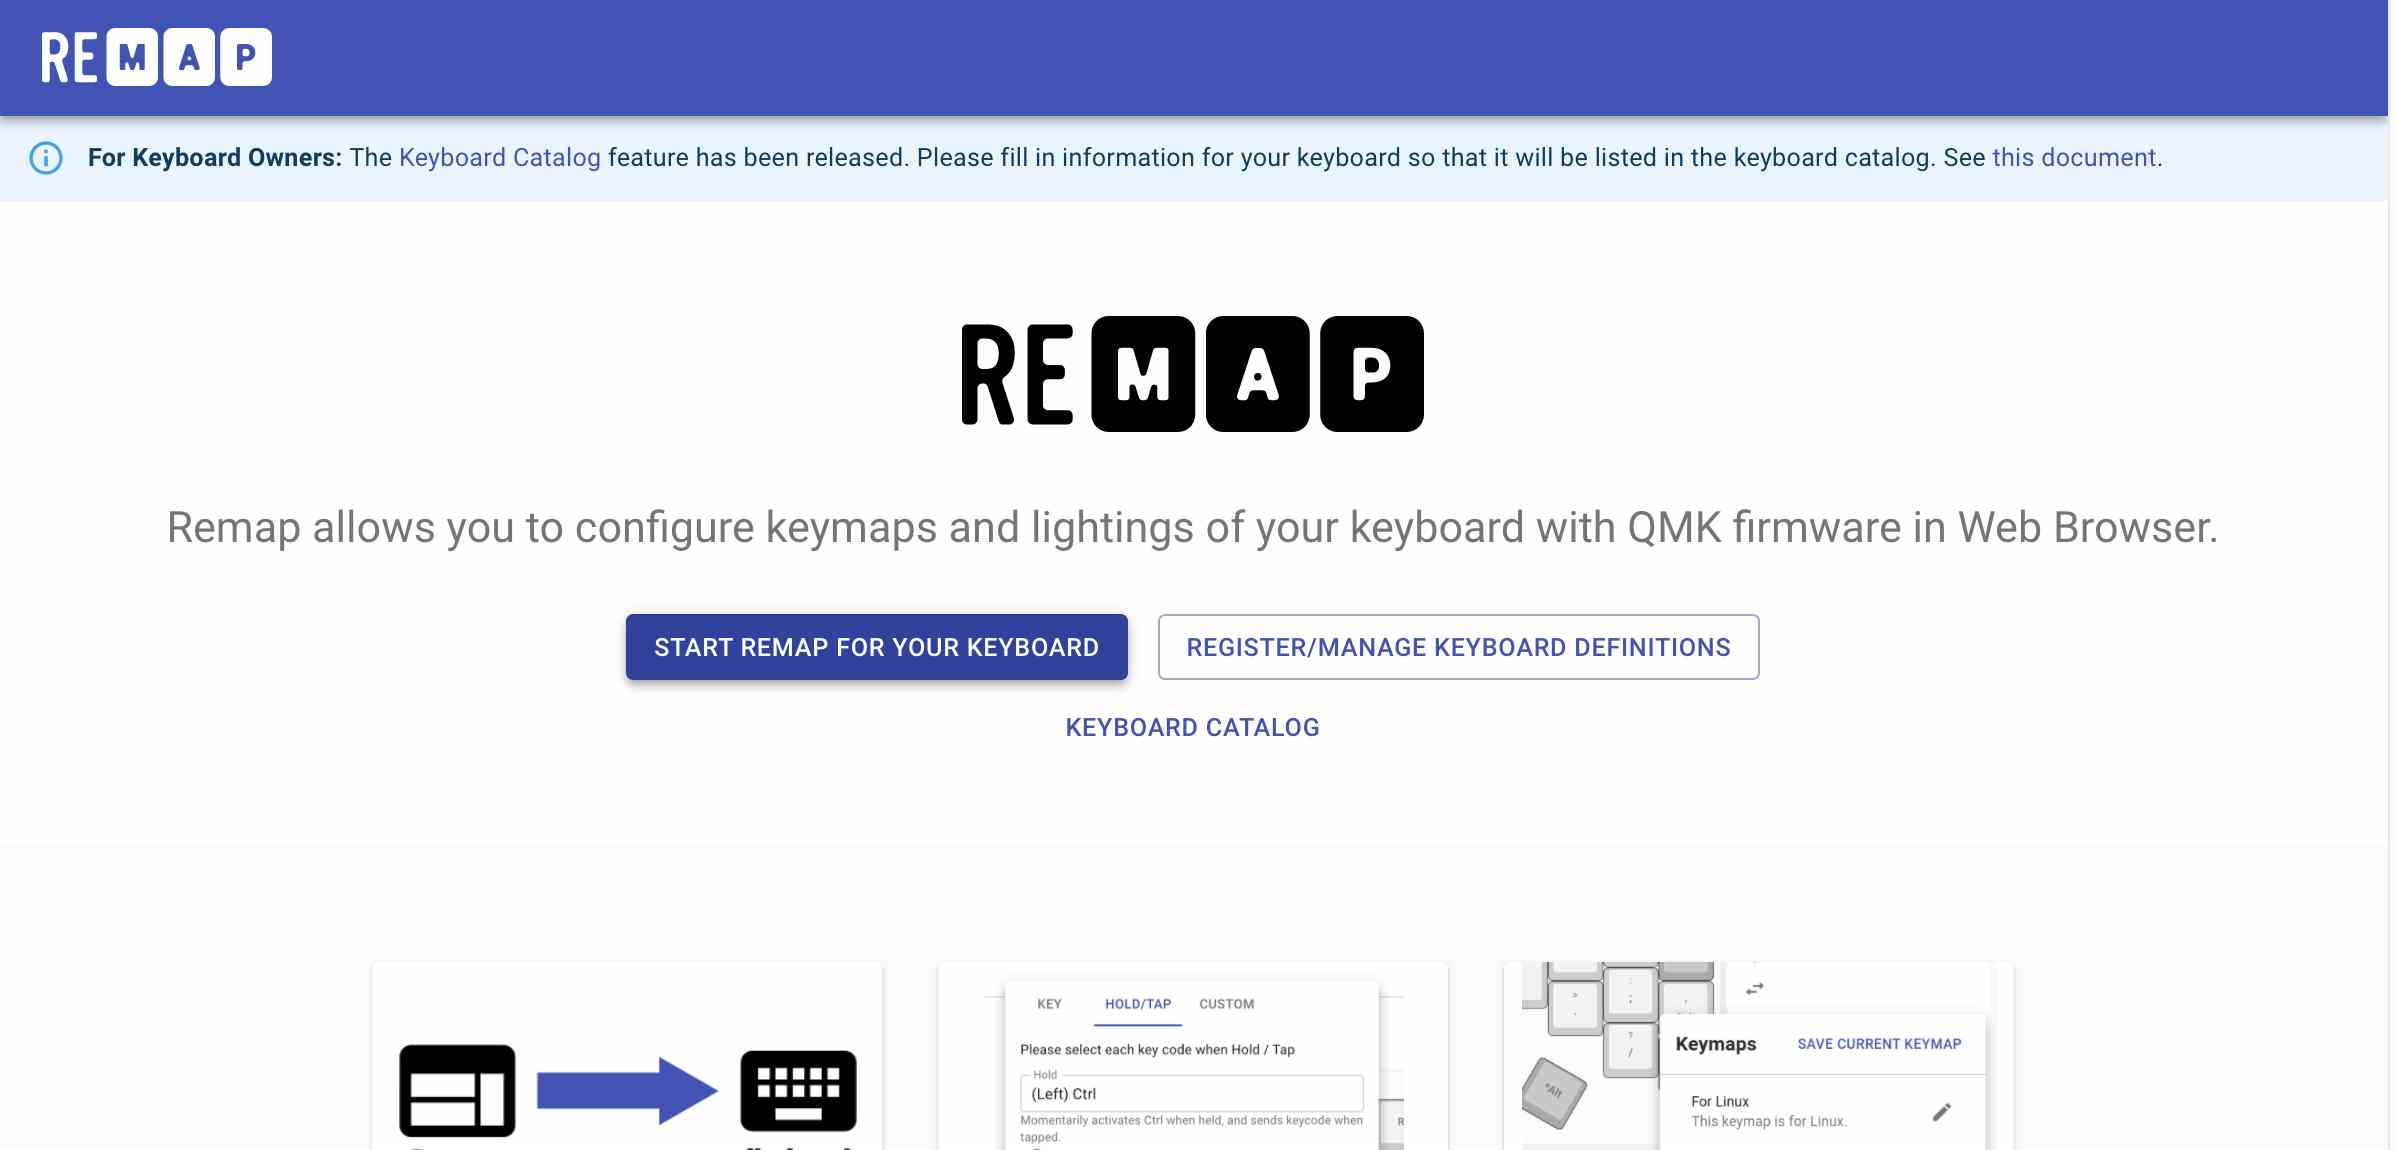 REMAP
For Keyboard Owners: The Keyboard Catalog feature has been released. Please fill in information for your keyboard so that it will be listed in the keyboard catalog. See this document.
REMAP
Remap allows you to configure keymaps and lightings of your keyboard with QMK firmware in Web Browser.
START REMAP FOR YOUR KEYBOARD
REGISTER/MANAGE KEYBOARD DEFINITIONS
KEYBOARD CATALOG
KEY HOLD/TAP CUSTOM
Please select each key code when Hold / Tap
Hold
(Left) Ctrl
Momentarily activates Ctrl when held, and sends keycode when
tapped.
R
> .
: ;
? /
*Alt
Keymaps SAVE CURRENT KEYMAP
For Linux
This keymap is for Linux.